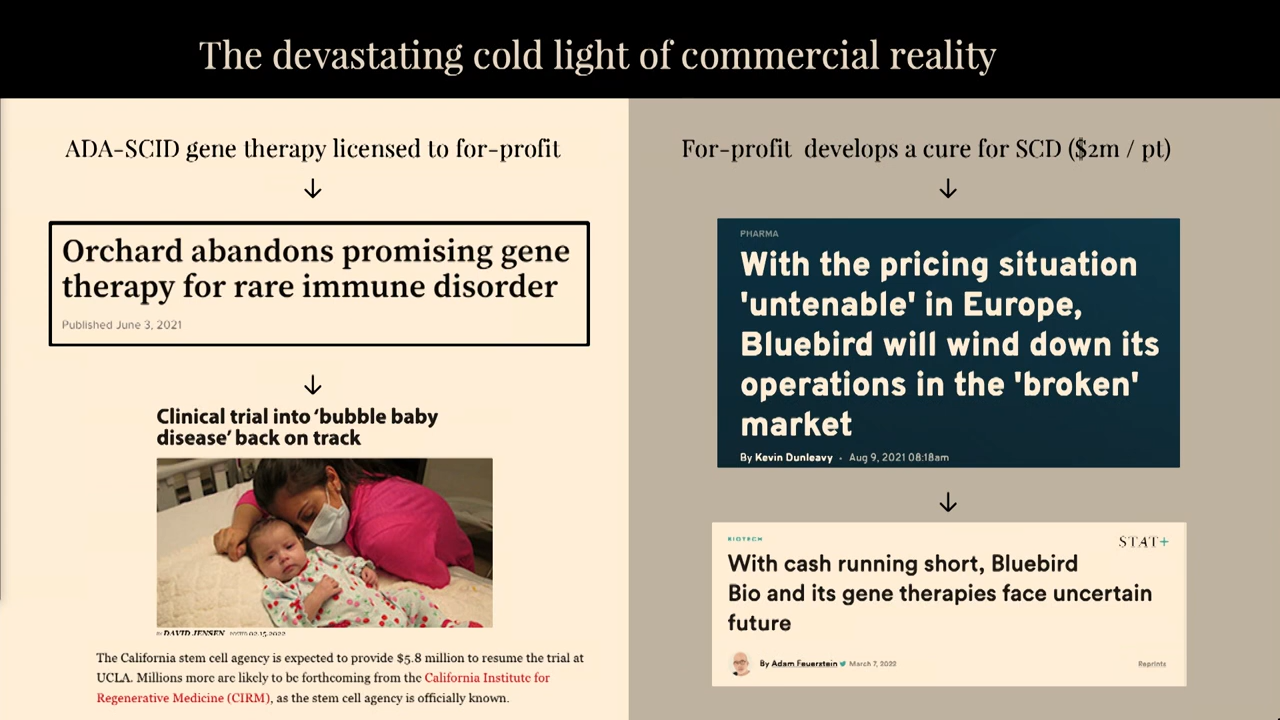 The devastating cold light of commercial reality
ADA-SCID gene therapy licensed to for-profit
↓
Orchard abandons promising gene
therapy for rare immune disorder
Published June 3, 2021
↓
Clinical trial into ‘bubble baby
disease’ back on track
BY DAVID JENSEN POSTED 02.15.2022
The California stem cell agency is expected to provide $5.8 million to resume the trial at
UCLA. Millions more are likely to be forthcoming from the California Institute for
Regenerative Medicine (CIRM), as the stem cell agency is officially known.
For-profit develops a cure for SCD ($2m / pt)
↓
PHARMA
With the pricing situation
'untenable' in Europe,
Bluebird will wind down its
operations in the 'broken'
market
By Kevin Dunleavy • Aug 9, 2021 08:18am
↓
BIOTECH
STAT+
With cash running short, Bluebird
Bio and its gene therapies face uncertain
future
By Adam Feuerstein March 7, 2022
Reprints